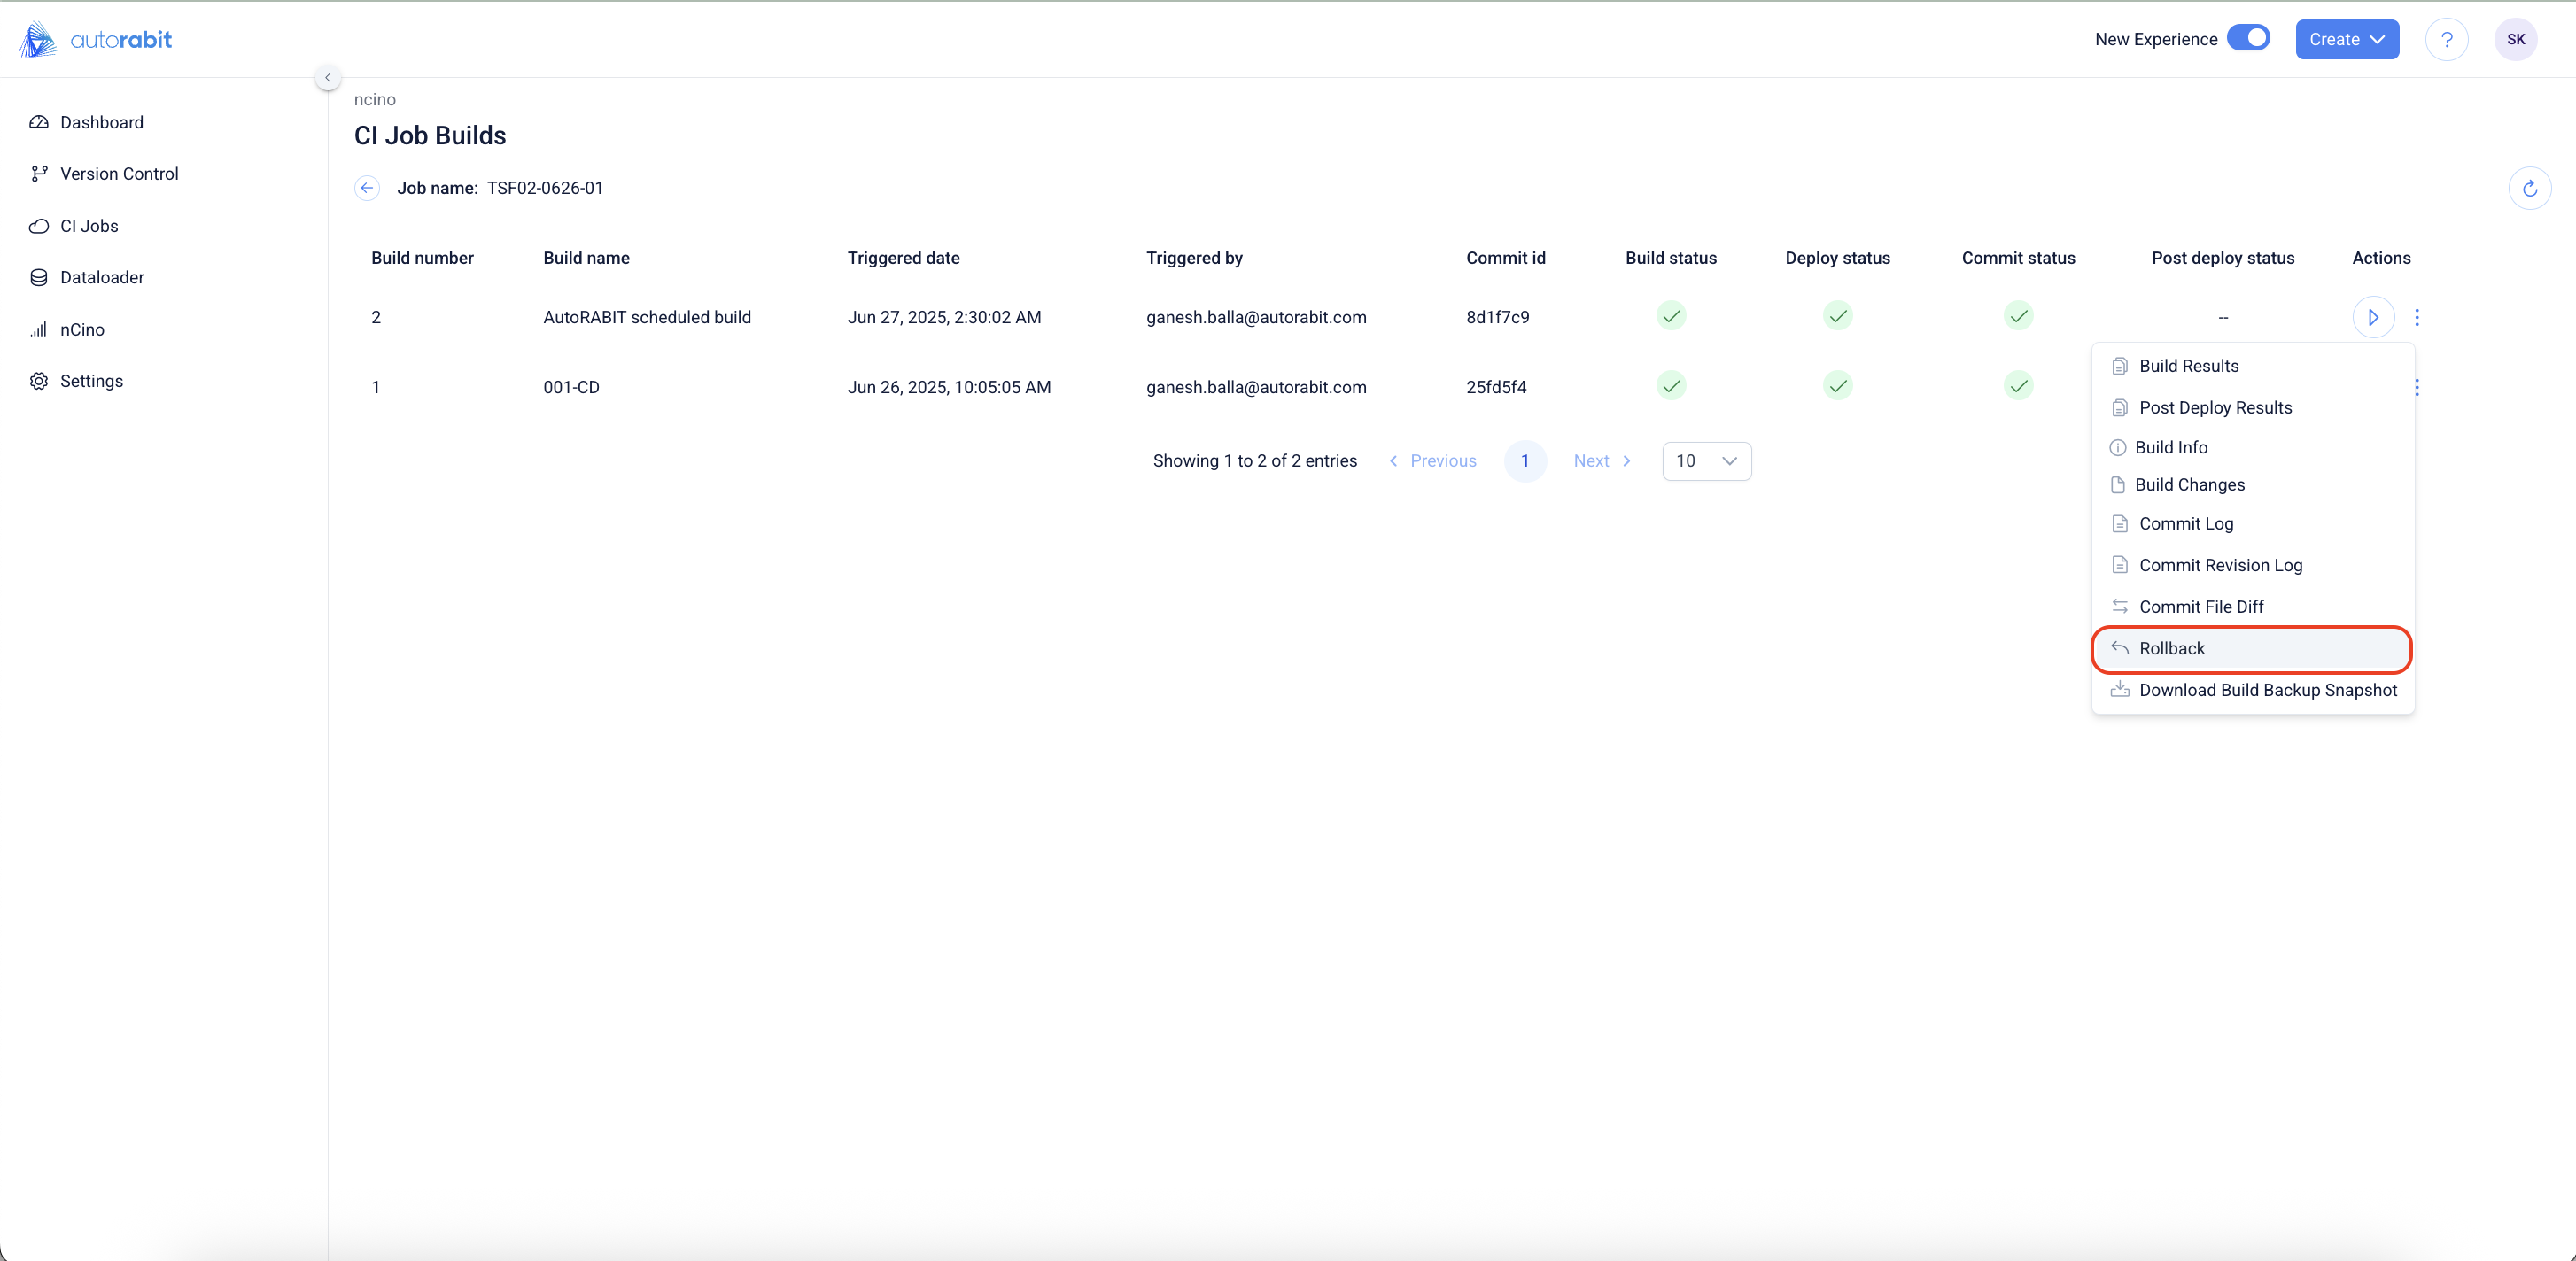 autorabit
New Experience
Create
?
SK
Dashboard
Version Control
CI Jobs
Dataloader
nCino
Settings
ncino
CI Job Builds
Job name: TSF02-0626-01
Build number Build name Triggered date Triggered by Commit id Build status Deploy status Commit status Post deploy status Actions
2 AutoRABIT scheduled build Jun 27, 2025, 2:30:02 AM ganesh.balla@autorabit.com 8d1f7c9 --
1 001-CD Jun 26, 2025, 10:05:05 AM ganesh.balla@autorabit.com 25fd5f4
Showing 1 to 2 of 2 entries Previous 1 Next 10
Build Results
Post Deploy Results
Build Info
Build Changes
Commit Log
Commit Revision Log
Commit File Diff
Rollback
Download Build Backup Snapshot